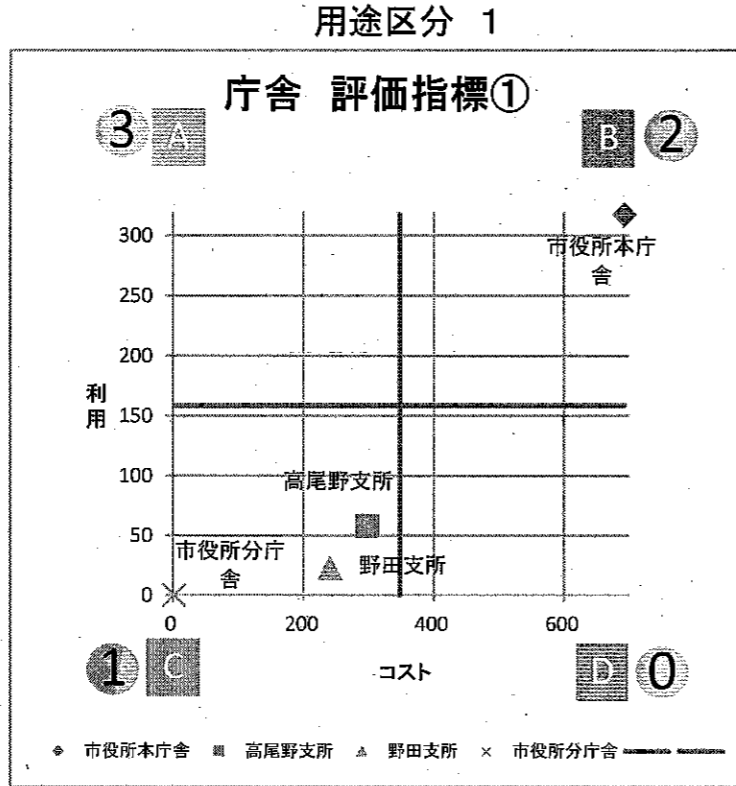 用途区分 1
庁舎 評価指標①
3 A
B 2
300
250
200
150
100
50
0
利用
市役所本庁舎
高尾野支所
市役所分庁舎
野田支所
0 200 400 600
1 C
コスト
D 0
市役所本庁舎 高尾野支所 野田支所 市役所分庁舎